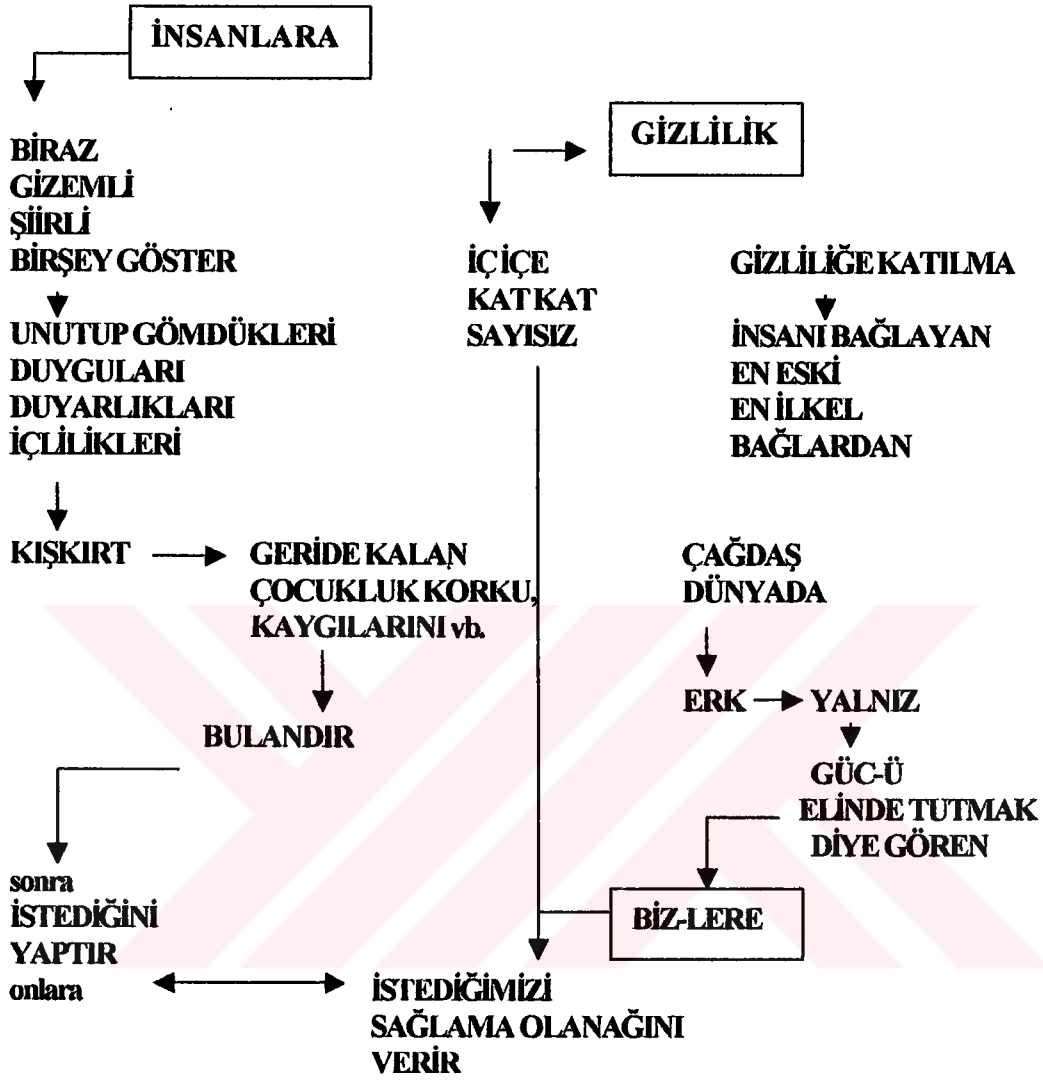 İNSANLARA
BİRAZ
GİZEMLİ
ŞİİRLİ
BİRŞEY GÖSTER
UNUTUP GÖMDÜKLERİ
DUYGULARI
DUYARLIKLARI
İÇLİLİKLERİ
KIŞKIRT
GERİDE KALAN
ÇOCUKLUK KORKU,
KAYGILARINI vb.
BULANDIR
sonra
İSTEDİĞİNİ
YAPTIR
onlara
GİZLİLİK
İÇ İÇE
KAT KAT
SAYISIZ
GİZLİLİĞE KATILMA
İNSANI BAĞLAYAN
EN ESKİ
EN İLKEL
BAĞLARDAN
ÇAĞDAŞ
DÜNYADA
ERK
YALNIZ
GÜC-Ü
ELİNDE TUTMAK
DİYE GÖREN
BİZ-LERE
İSTEDİĞİMİZİ
SAĞLAMA OLANAĞINI
VERİR